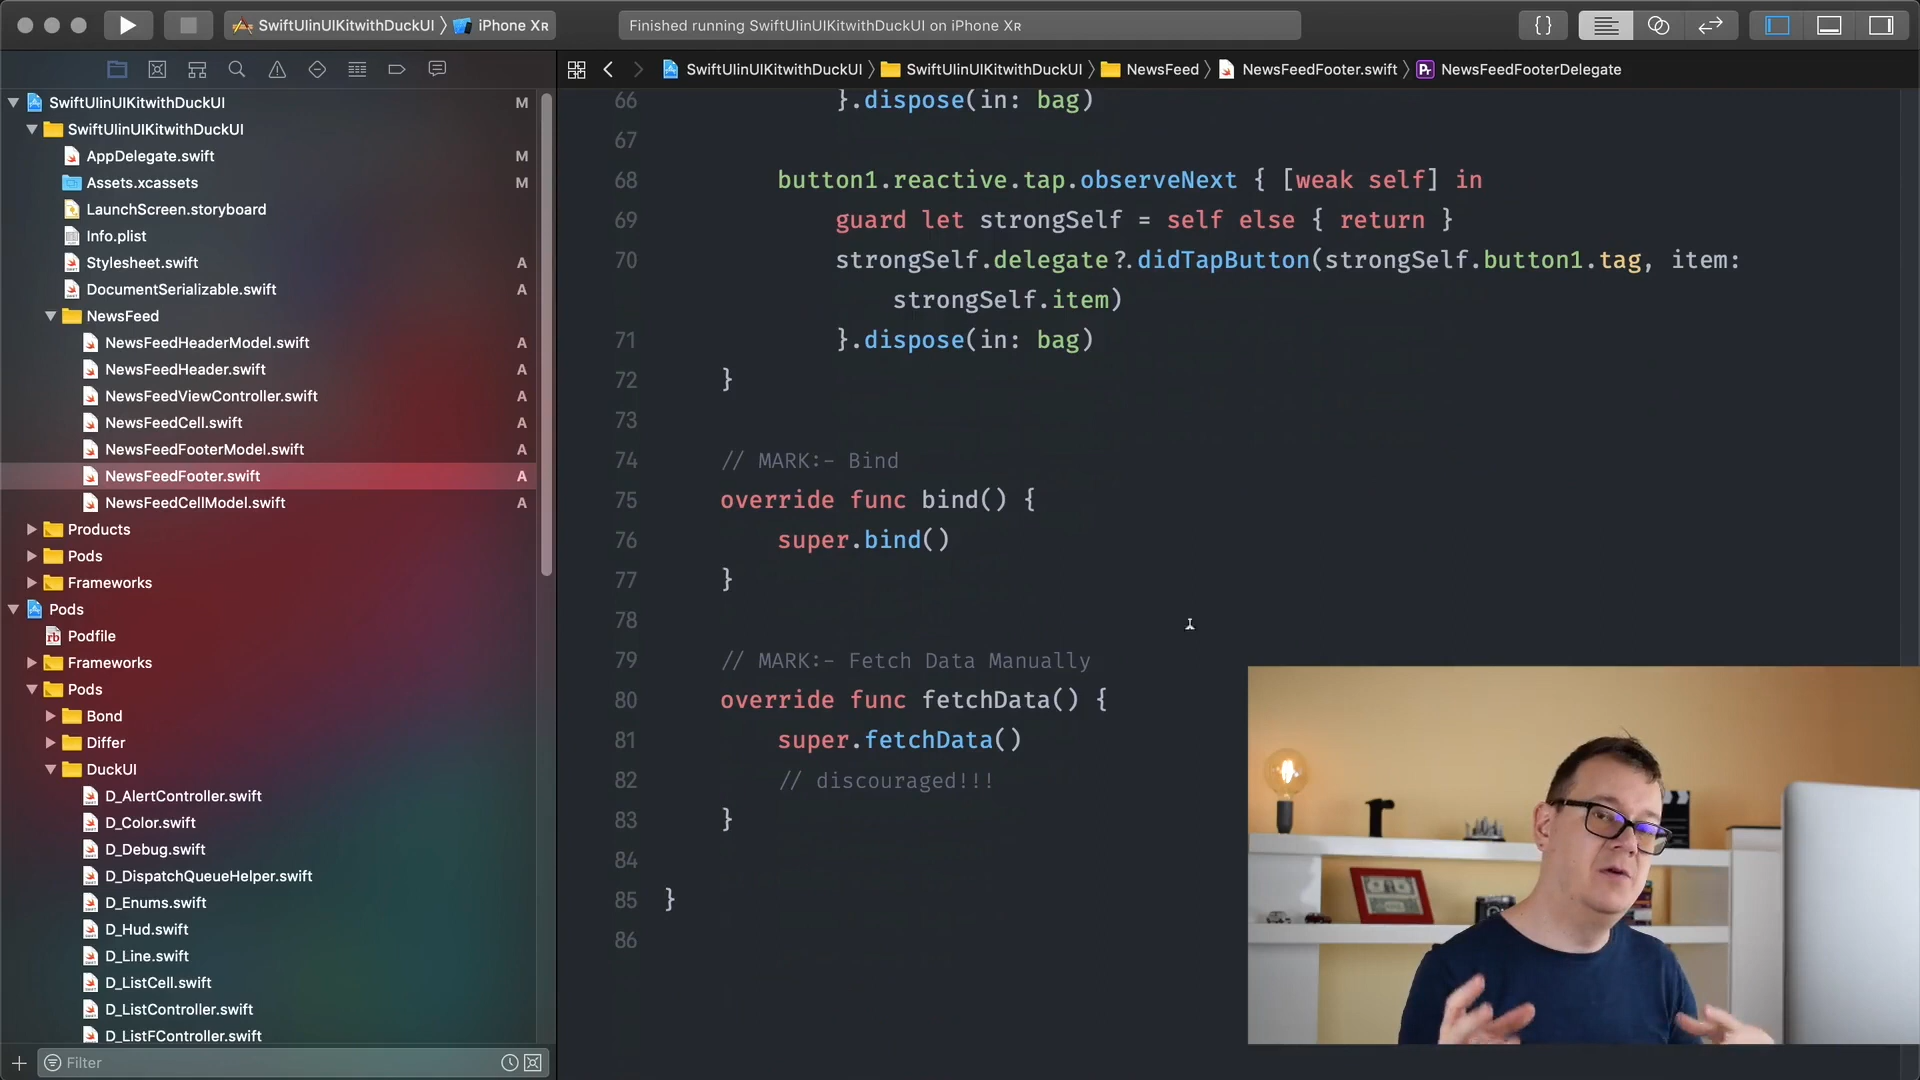 SwiftUIinUIKitwithDuckUI 〉 iPhone XR
Finished running SwiftUIinUIKitwithDuckUI on iPhone XR
{}
SwiftUIinUIKitwithDuckUI 〉 SwiftUIinUIKitwithDuckUI 〉 NewsFeed 〉 NewsFeedFooter.swift 〉 Pr NewsFeedFooterDelegate
SwiftUIinUIKitwithDuckUI M
SwiftUIinUIKitwithDuckUI
AppDelegate.swift M
Assets.xcassets M
LaunchScreen.storyboard
Info.plist
Stylesheet.swift A
DocumentSerializable.swift A
NewsFeed
NewsFeedHeaderModel.swift A
NewsFeedHeader.swift A
NewsFeedViewController.swift A
NewsFeedCell.swift A
NewsFeedFooterModel.swift A
NewsFeedFooter.swift A
NewsFeedCellModel.swift A
Products
Pods
Frameworks
Pods
rb Podfile
Frameworks
Pods
Bond
Differ
DuckUI
D_AlertController.swift
D_Color.swift
D_Debug.swift
D_DispatchQueueHelper.swift
D_Enums.swift
D_Hud.swift
D_Line.swift
D_ListCell.swift
D_ListController.swift
D_ListFController.swift
Filter
66 }.dispose(in: bag)
67
68 button1.reactive.tap.observeNext { [weak self] in
69 guard let strongSelf = self else { return }
70 strongSelf.delegate?.didTapButton(strongSelf.button1.tag, item:
strongSelf.item)
71 }.dispose(in: bag)
72 }
73
74 // MARK:- Bind
75 override func bind() {
76 super.bind()
77 }
78
79 // MARK:- Fetch Data Manually
80 override func fetchData() {
81 super.fetchData()
82 // discouraged!!!
83 }
84
85 }
86